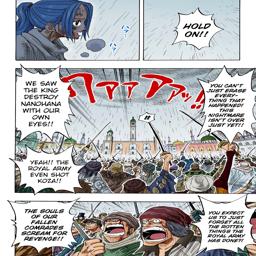 HOLD
ON!!
WE SAW
THE KING
DESTROY
NANOHANA
WITH OUR
OWN
EYES!!
YOU CAN'T
JUST ERASE
EVERY-
THING THAT
HAPPENED!
THIS
NIGHTMARE
ISN'T OVER
JUST YET!!
YEAH!! THE
ROYAL ARMY
EVEN SHOT
KOZA!!
THE SOULS
OF OUR
FALLEN
COMRADES
SCREAM FOR
REVENGE!!
YOU EXPECT
US TO JUST
FORGET ALL
THE ROTTEN
THINGS THE
ROYAL ARMY
HAS DONE!!